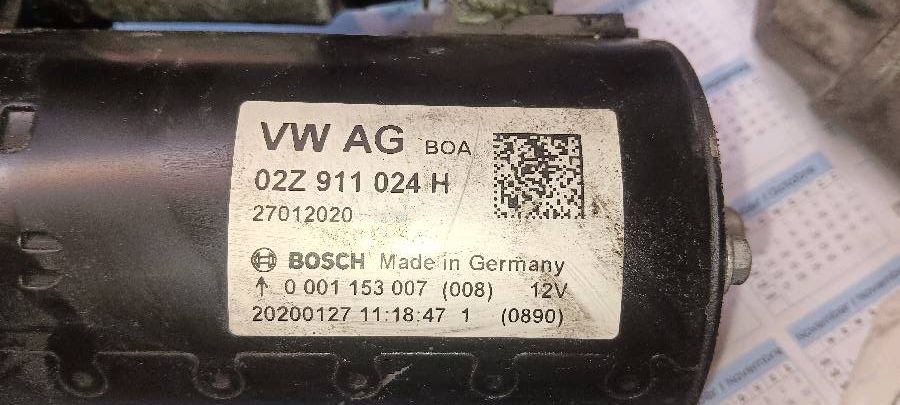 VW AG BOA
02Z 911 024 H
27012020
BOSCH Made in Germany
↑ 0 001 153 007 (008) 12V
20200127 11:18:47 1 (0890)